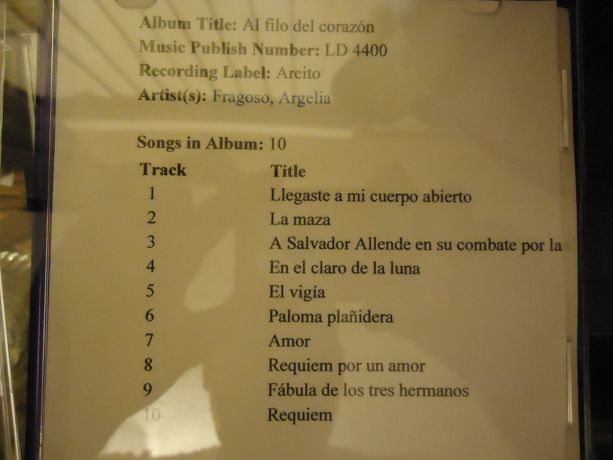 Album Title: Al filo del corazón
Music Publish Number: LD 4400
Recording Label: Areito
Artist(s): Fragoso, Argelia
Songs in Album: 10
Track Title
1 Llegaste a mi cuerpo abierto
2 La maza
3 A Salvador Allende en su combate por la
4 En el claro de la luna
5 El vigía
6 Paloma plañidera
7 Amor
8 Requiem por un amor
9 Fábula de los tres hermanos
10 Requiem